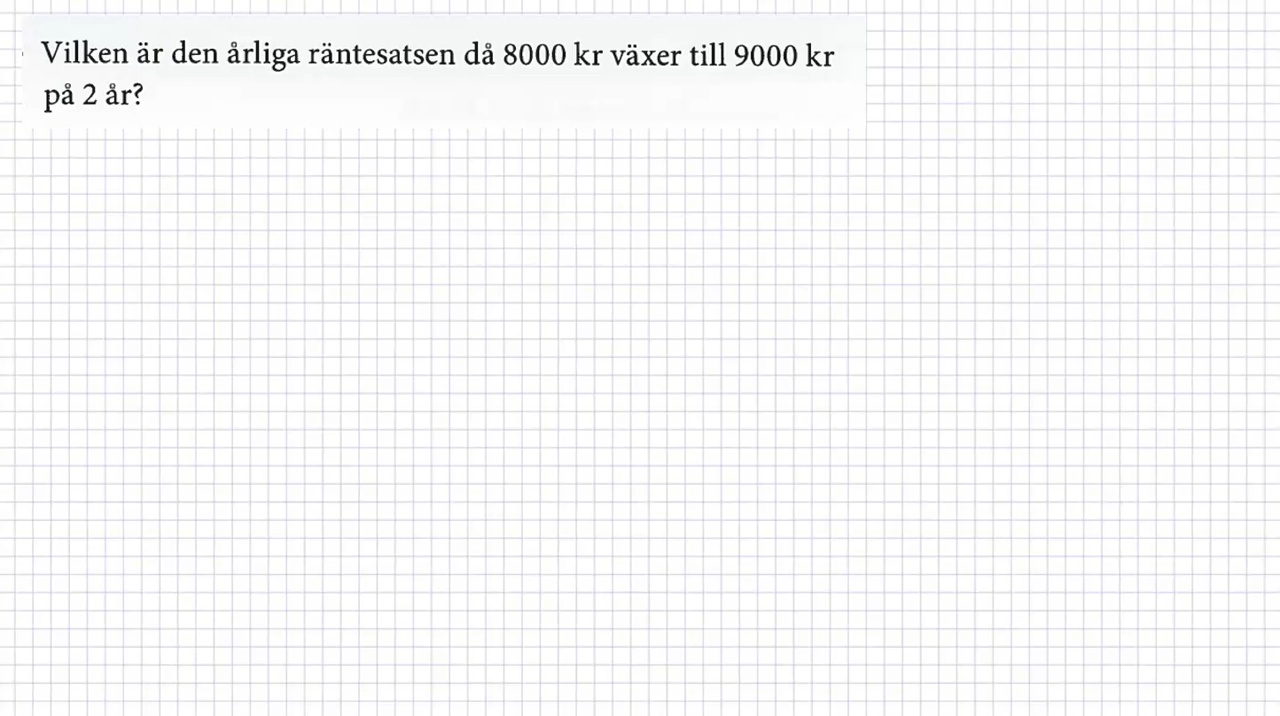 Vilken är den årliga räntesatsen då 8000 kr växer till 9000 kr
på 2 år?